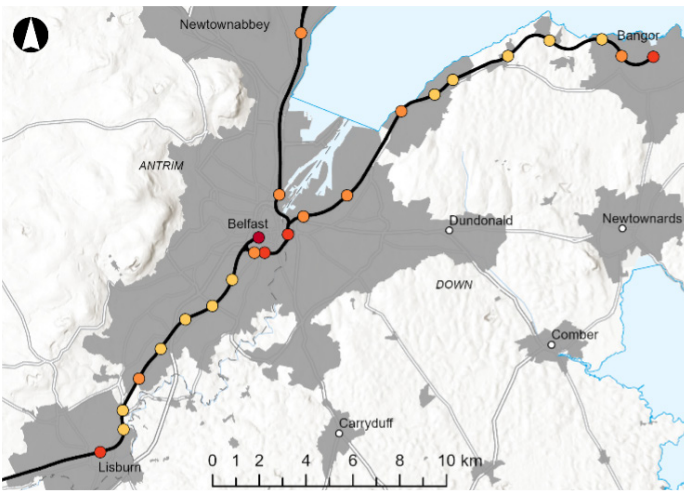 Newtownabbey
Bangor
ANTRIM
Belfast
Dundonald
Newtownards
DOWN
Comber
Carryduff
Lisburn
0 1 2 4 6 8 10 km